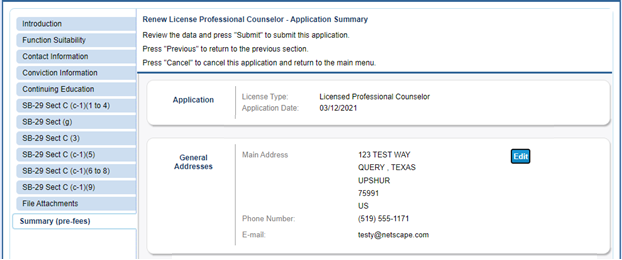 Introduction
Function Suitability
Contact Information
Conviction Information
Continuing Education
SB-29 Sect C (c-1)(1 to 4)
SB-29 Sect (g)
SB-29 Sect C (3)
SB-29 Sect C (c-1)(5)
SB-29 Sect C (c-1)(6 to 8)
SB-29 Sect C (c-1)(9)
File Attachments
Summary (pre-fees)
Renew License Professional Counselor - Application Summary
Review the data and press "Submit" to submit this application.
Press "Previous" to return to the previous section.
Press "Cancel" to cancel this application and return to the main menu.
Application
License Type: Licensed Professional Counselor
Application Date: 03/12/2021
General
Addresses
Main Address 123 TEST WAY
QUERY , TEXAS
UPSHUR
75991
US
Edit
Phone Number: (519) 555-1171
E-mail: testy@netscape.com